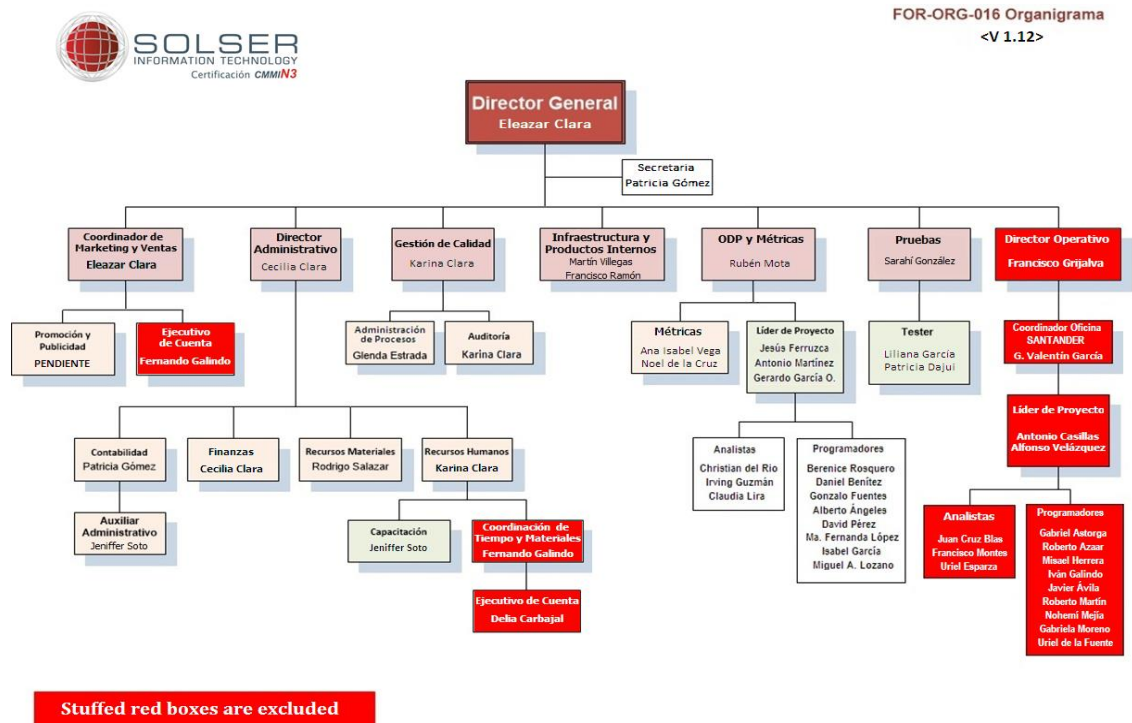 FOR-ORG-016 Organigrama
<V 1.12>
SOLSER
INFORMATION TECHNOLOGY
Certificación CMMIN3
Director General
Eleazar Clara
Secretaria
Patricia Gómez
Coordinador de
Marketing y Ventas
Eleazar Clara
Director
Administrativo
Cecilia Clara
Gestión de Calidad
Karina Clara
Infraestructura y
Productos Internos
Martín Villegas
Francisco Ramón
ODP y Métricas
Rubén Mota
Pruebas
Sarahí González
Director Operativo
Francisco Grijalva
Promoción y
Publicidad
PENDIENTE
Ejecutivo
de Cuenta
Fernando Galindo
Administración
de Procesos
Glenda Estrada
Auditoría
Karina Clara
Métricas
Ana Isabel Vega
Noel de la Cruz
Líder de Proyecto
Jesús Ferruzca
Antonio Martínez
Gerardo García O.
Tester
Liliana García
Patricia Dajui
Coordinador Oficina
SANTANDER
G. Valentín García
Líder de Proyecto
Antonio Casillas
Alfonso Velázquez
Contabilidad
Patricia Gómez
Finanzas
Cecilia Clara
Recursos Materiales
Rodrigo Salazar
Recursos Humanos
Karina Clara
Auxiliar
Administrativo
Jeniffer Soto
Capacitación
Jeniffer Soto
Coordinación de
Tiempo y Materiales
Fernando Galindo
Ejecutivo de Cuenta
Delia Carbajal
Analistas
Christian del Río
Irving Guzmán
Claudia Lira
Programadores
Berenice Rosquero
Daniel Benítez
Gonzalo Fuentes
Alberto Ángeles
David Pérez
Ma. Fernanda López
Isabel García
Miguel A. Lozano
Analistas
Juan Cruz Blas
Francisco Montes
Uriel Esparza
Programadores
Gabriel Astorga
Roberto Azaar
Misael Herrera
Iván Galindo
Javier Ávila
Roberto Martín
Nohemi Mejía
Gabriela Moreno
Uriel de la Fuente
Stuffed red boxes are excluded